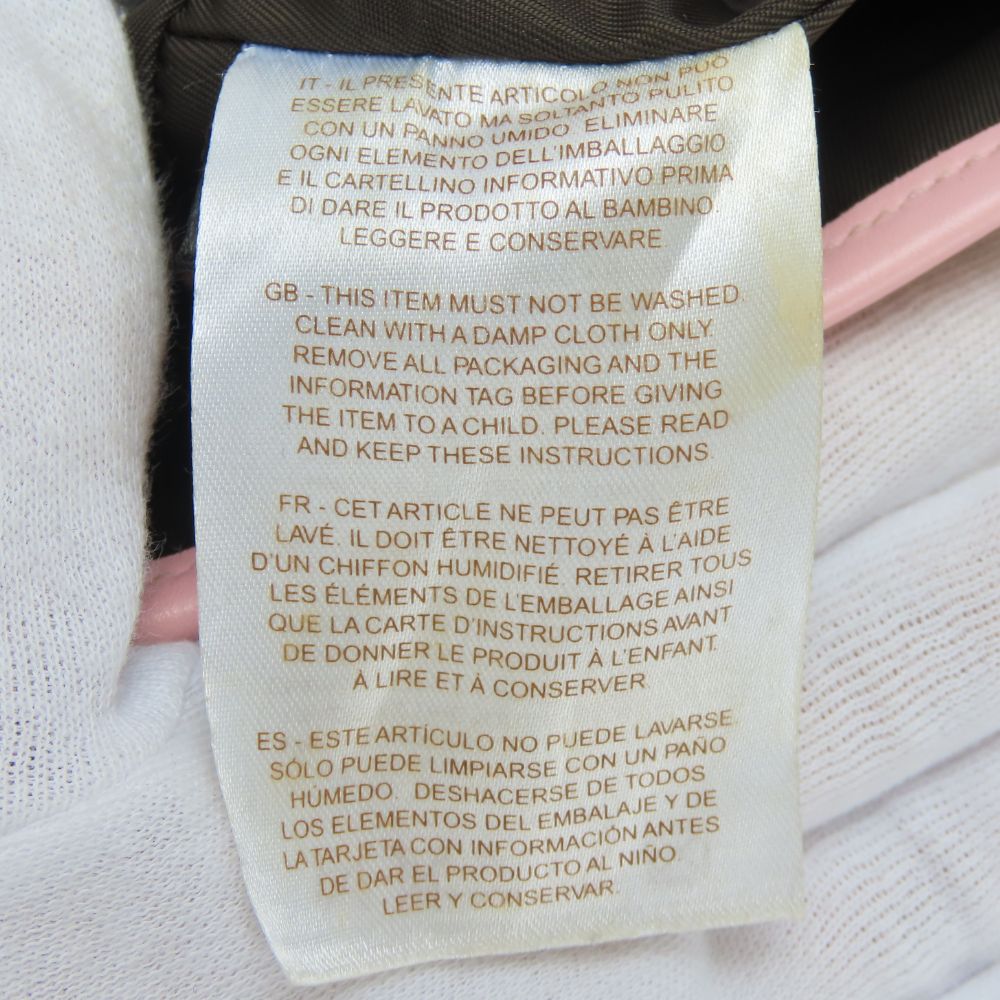 IT - IL PRESENTE ARTICOLO NON PUÒ
ESSERE LAVATO MA SOLTANTO PULITO
CON UN PANNO UMIDO. ELIMINARE
OGNI ELEMENTO DELL'IMBALLAGGIO
E IL CARTELLINO INFORMATIVO PRIMA
DI DARE IL PRODOTTO AL BAMBINO.
LEGGERE E CONSERVARE.
GB - THIS ITEM MUST NOT BE WASHED.
CLEAN WITH A DAMP CLOTH ONLY.
REMOVE ALL PACKAGING AND THE
INFORMATION TAG BEFORE GIVING
THE ITEM TO A CHILD. PLEASE READ
AND KEEP THESE INSTRUCTIONS.
FR - CET ARTICLE NE PEUT PAS ÊTRE
LAVÉ. IL DOIT ÊTRE NETTOYÉ À L'AIDE
D'UN CHIFFON HUMIDIFIÉ. RETIRER TOUS
LES ÉLÉMENTS DE L'EMBALLAGE AINSI
QUE LA CARTE D'INSTRUCTIONS AVANT
DE DONNER LE PRODUIT À L'ENFANT.
À LIRE ET À CONSERVER.
ES - ESTE ARTÍCULO NO PUEDE LAVARSE.
SÓLO PUEDE LIMPIARSE CON UN PAÑO
HÚMEDO. DESHACERSE DE TODOS
LOS ELEMENTOS DEL EMBALAJE Y DE
LA TARJETA CON INFORMACIÓN ANTES
DE DAR EL PRODUCTO AL NIÑO.
LEER Y CONSERVAR.